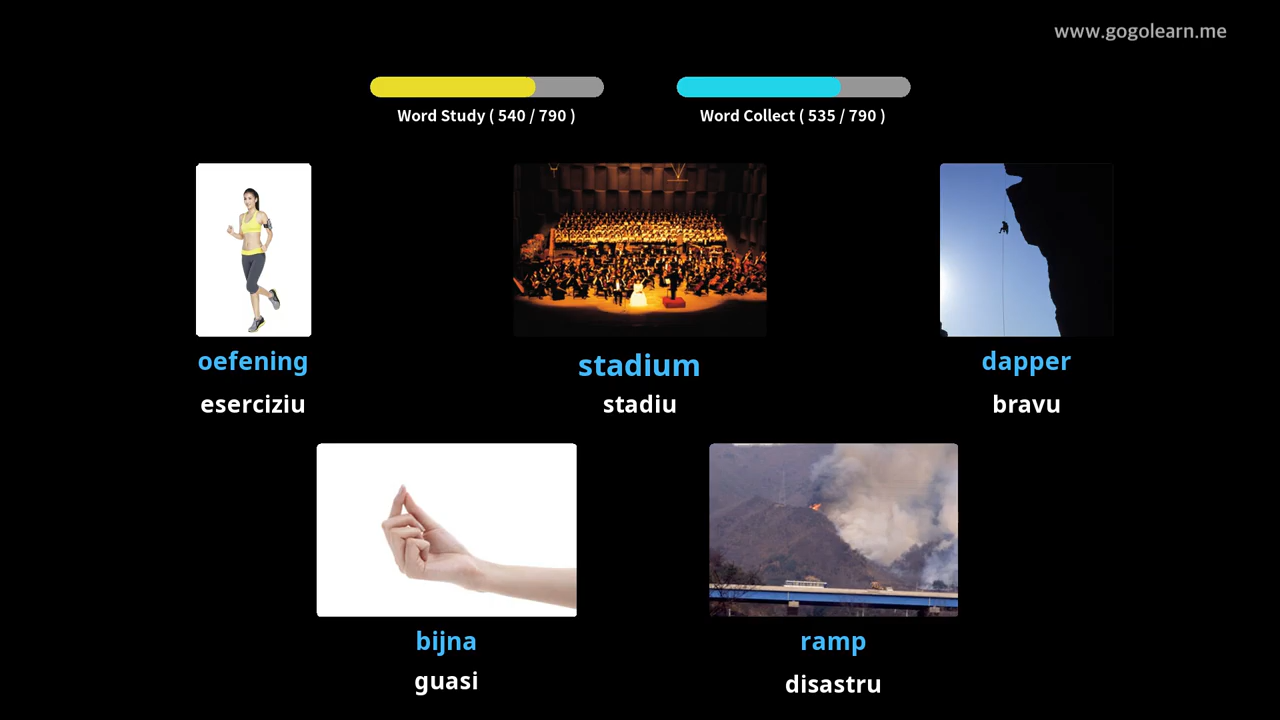 www.gogolearn.me
Word Study ( 540 / 790 )
Word Collect ( 535 / 790 )
oefening
eserciziu
stadium
stadiu
dapper
bravu
bijna
guasi
ramp
disastru